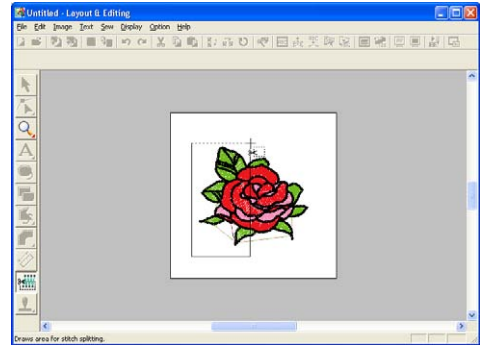 Untitled - Layout & Editing
File Edit Image Text Sew Display Option Help
A
Draws area for stitch splitting.